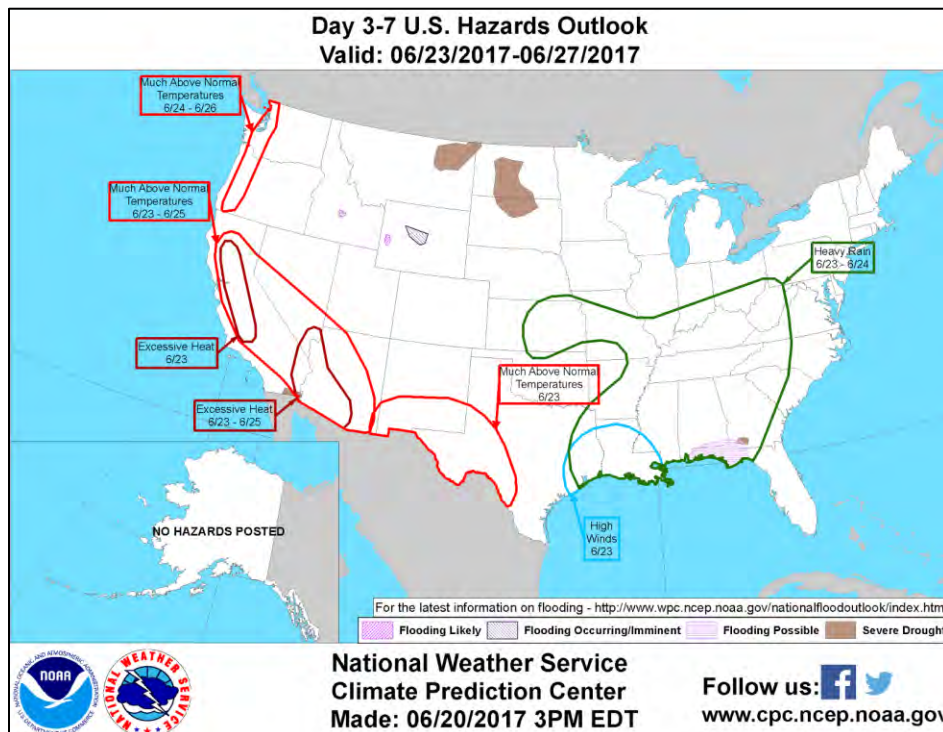 Day 3-7 U.S. Hazards Outlook
Valid: 06/23/2017-06/27/2017
Much Above Normal
Temperatures
6/24 - 6/26
Much Above Normal
Temperatures
6/23 - 6/25
Heavy Rain
6/23 - 6/24
Excessive Heat
6/23
Much Above Normal
Temperatures
6/23
Excessive Heat
6/23 - 6/25
NO HAZARDS POSTED
High
Winds
6/23
For the latest information on flooding - http://www.wpc.ncep.noaa.gov/nationalfloodoutlook/index.htm
Flooding Likely Flooding Occurring/Imminent Flooding Possible Severe Drought
NOAA
NATIONAL WEATHER SERVICE
National Weather Service
Climate Prediction Center
Made: 06/20/2017 3PM EDT
Follow us:
www.cpc.ncep.noaa.gov